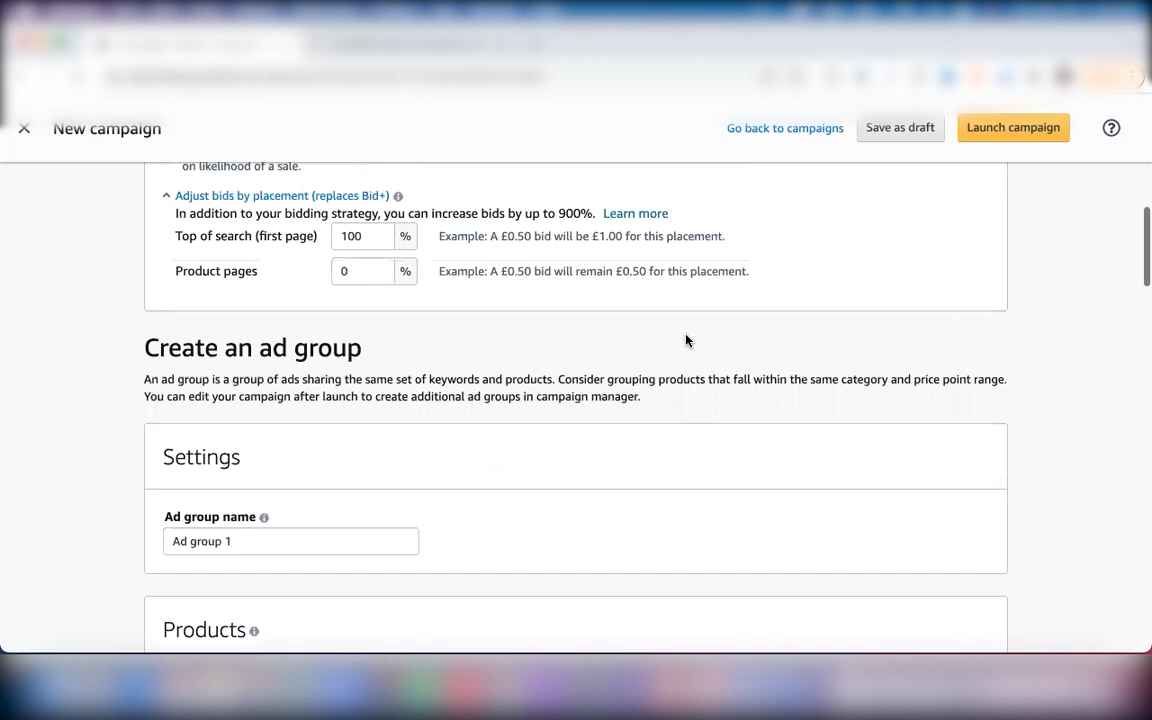 New campaign
Go back to campaigns
Save as draft
Launch campaign
on likelihood of a sale.
Adjust bids by placement (replaces Bid+)
In addition to your bidding strategy, you can increase bids by up to 900%. Learn more
Top of search (first page) 100 % Example: A £0.50 bid will be £1.00 for this placement.
Product pages 0 % Example: A £0.50 bid will remain £0.50 for this placement.
Create an ad group
An ad group is a group of ads sharing the same set of keywords and products. Consider grouping products that fall within the same category and price point range.
You can edit your campaign after launch to create additional ad groups in campaign manager.
Settings
Ad group name
Ad group 1
Products